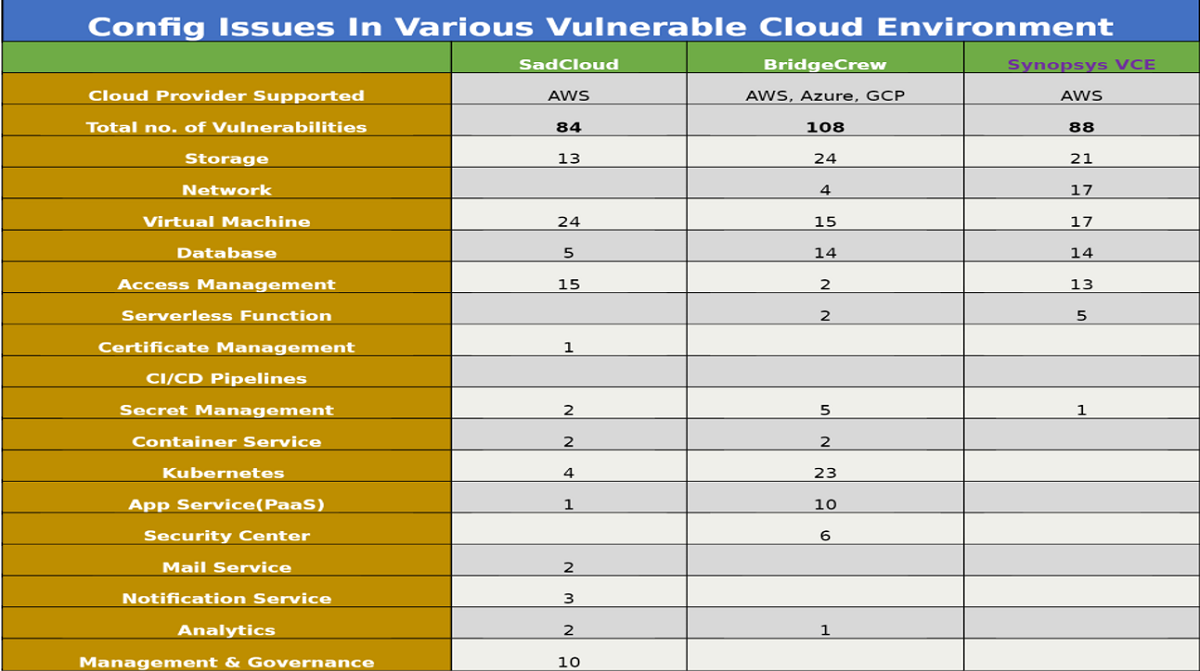 Config Issues In Various Vulnerable Cloud Environment
SadCloud BridgeCrew Synopsys VCE
Cloud Provider Supported AWS AWS, Azure, GCP AWS
Total no. of Vulnerabilities 84 108 88
Storage 13 24 21
Network 4 17
Virtual Machine 24 15 17
Database 5 14 14
Access Management 15 2 13
Serverless Function 2 5
Certificate Management 1
CI/CD Pipelines
Secret Management 2 5 1
Container Service 2 2
Kubernetes 4 23
App Service(PaaS) 1 10
Security Center 6
Mail Service 2
Notification Service 3
Analytics 2 1
Management & Governance 10